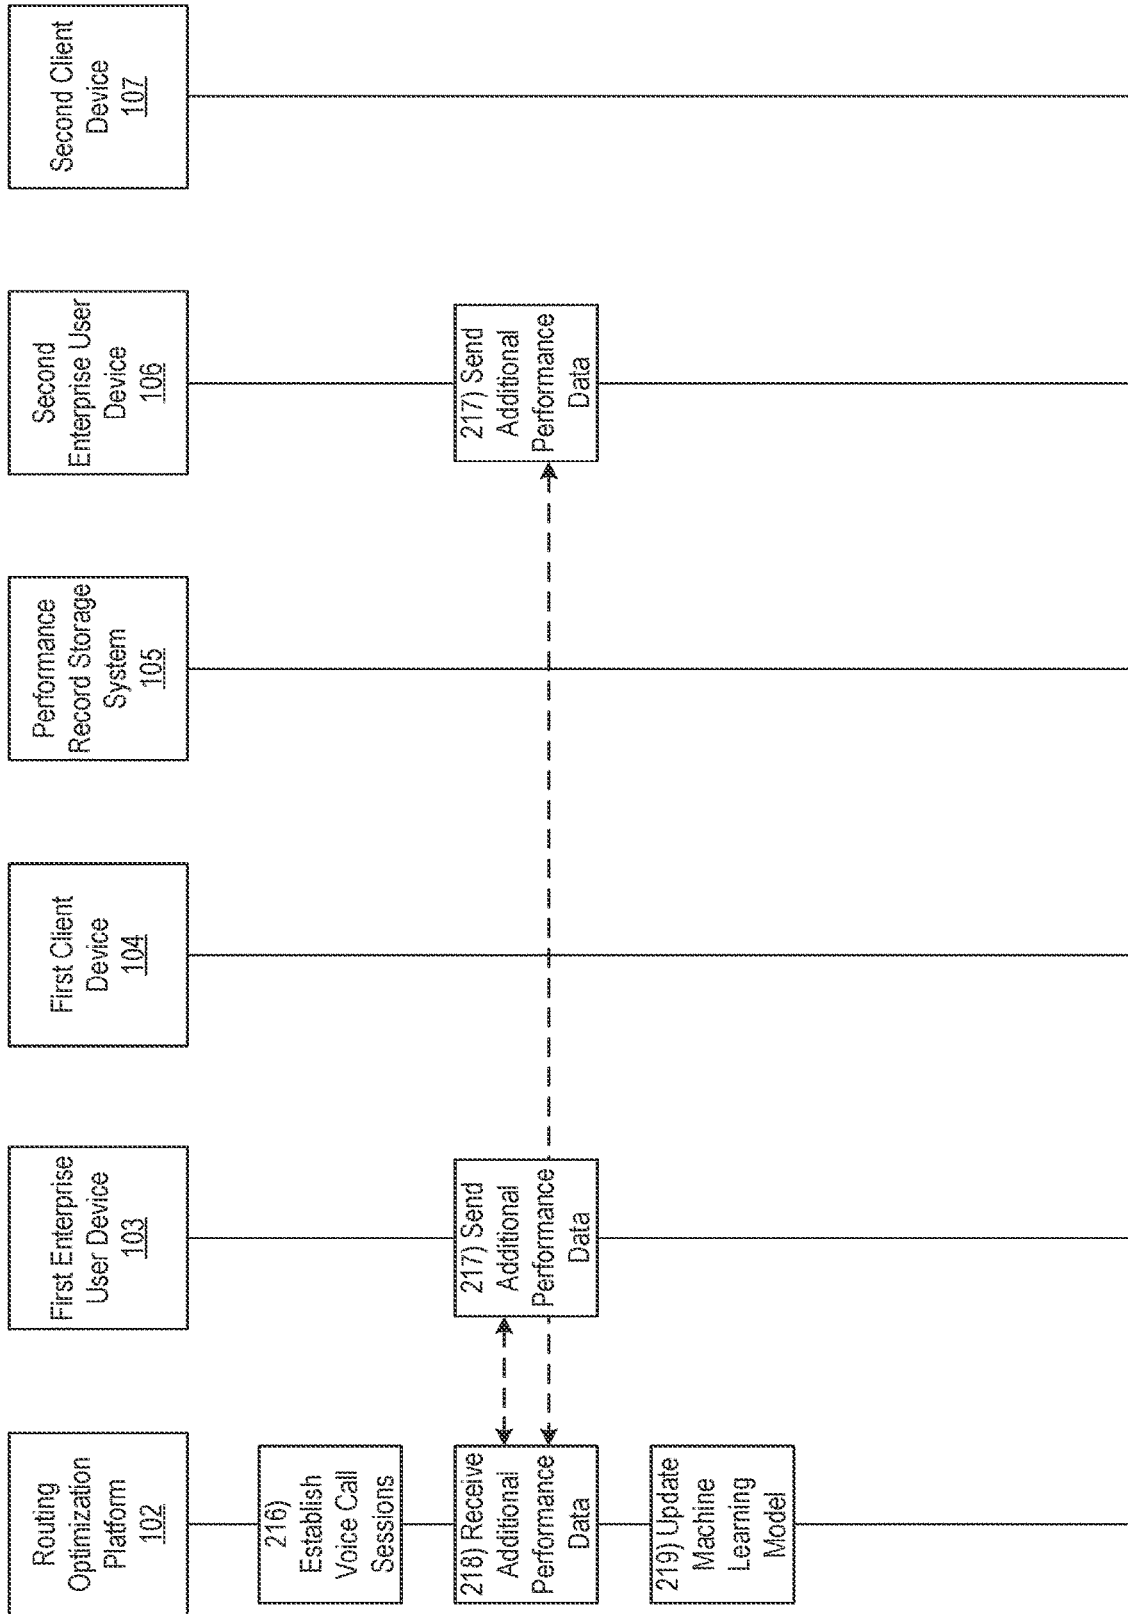 Routing
Optimization
Platform
102
First Enterprise
User Device
103
First Client
Device
104
Performance
Record Storage
System
105
Second
Enterprise User
Device
106
Second Client
Device
107
216)
Establish
Voice Call
Sessions
218) Receive
Additional
Performance
Data
217) Send
Additional
Performance
Data
217) Send
Additional
Performance
Data
219) Update
Machine
Learning
Model